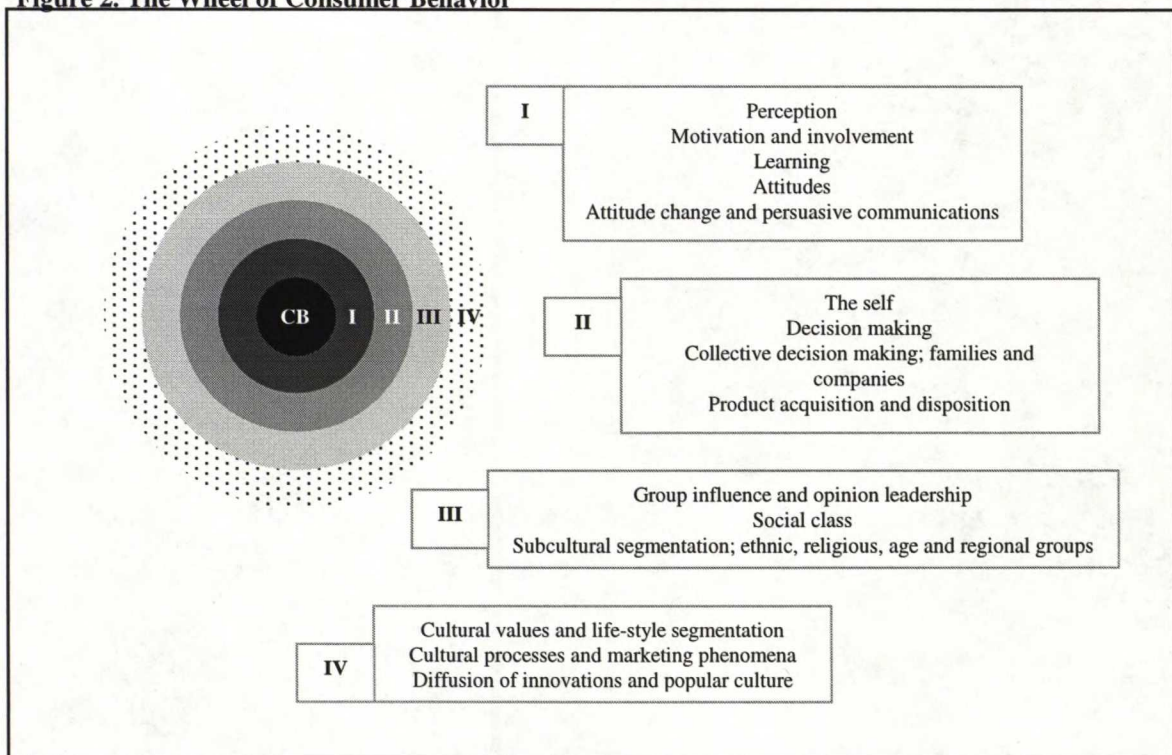 Figure 2. The Wheel of Consumer Behavior
CB I II III IV
I
Perception
Motivation and involvement
Learning
Attitudes
Attitude change and persuasive communications
II
The self
Decision making
Collective decision making; families and
companies
Product acquisition and disposition
III
Group influence and opinion leadership
Social class
Subcultural segmentation; ethnic, religious, age and regional groups
IV
Cultural values and life-style segmentation
Cultural processes and marketing phenomena
Diffusion of innovations and popular culture